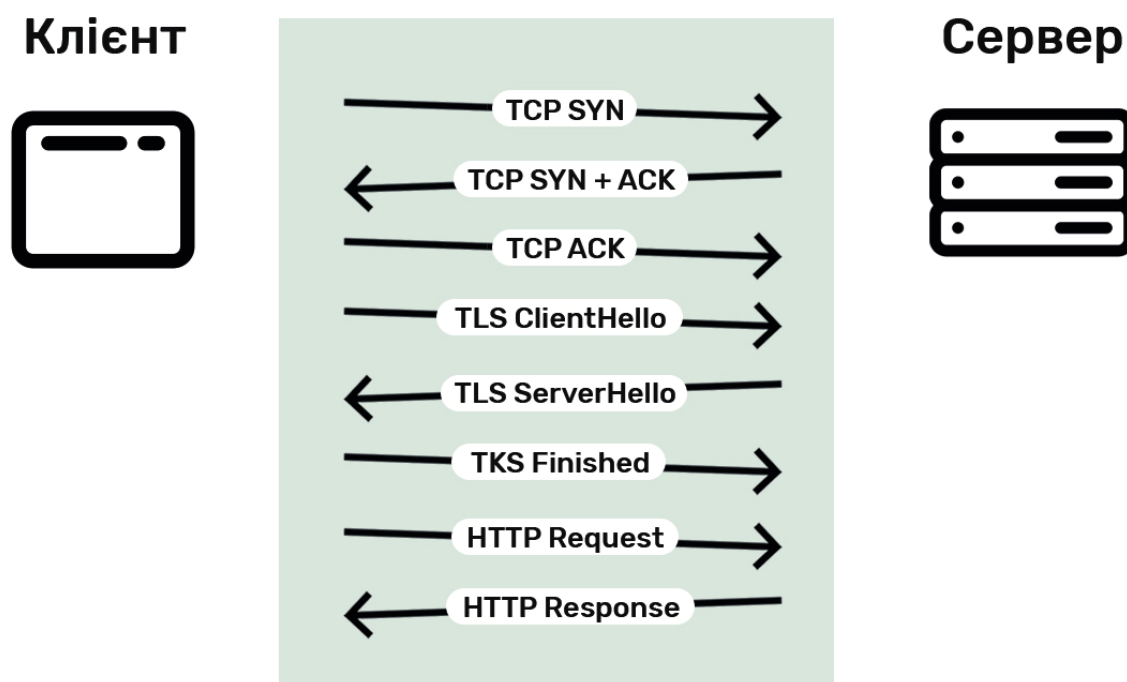 Клієнт
Сервер
TCP SYN
TCP SYN + ACK
TCP ACK
TLS ClientHello
TLS ServerHello
TKS Finished
HTTP Request
HTTP Response